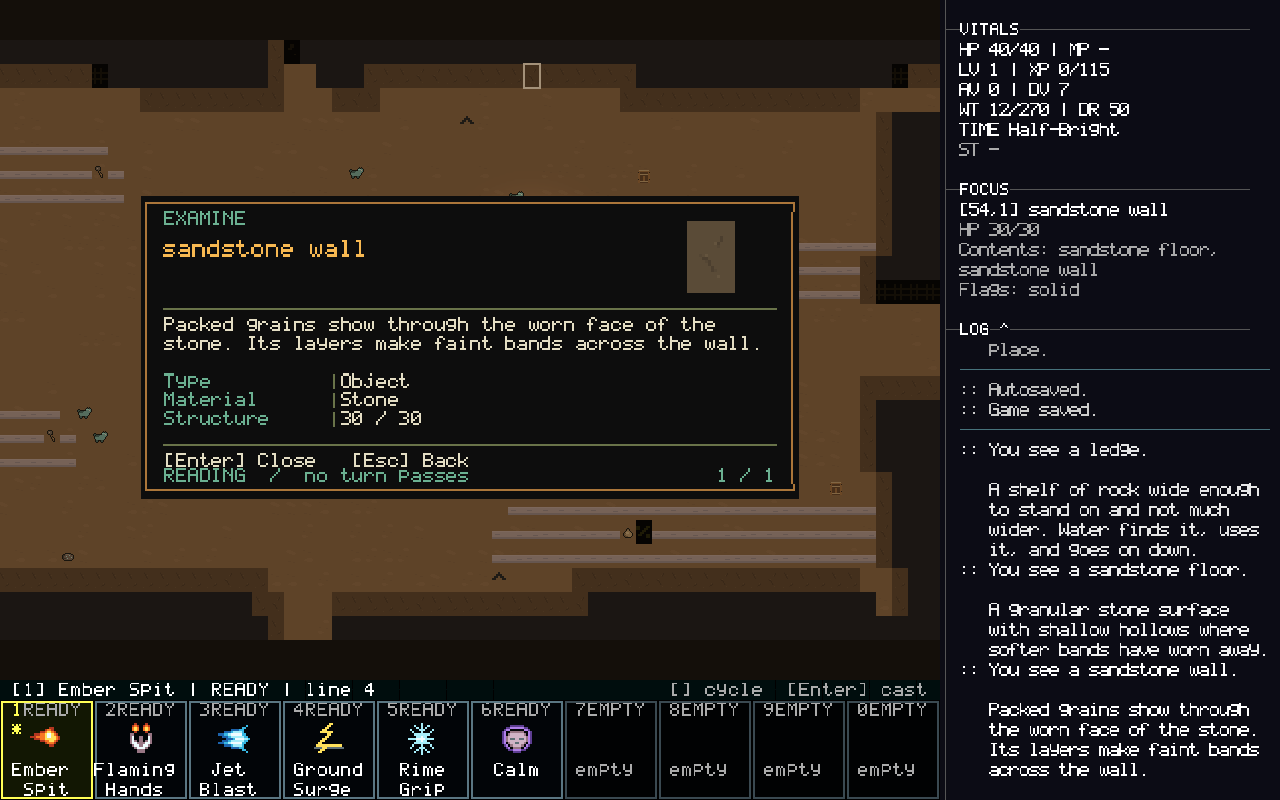 EXAMINE
sandstone wall
Packed grains show through the worn face of the
stone. Its layers make faint bands across the wall.
Type |Object
Material |Stone
Structure |30 / 30
[Enter] Close [Esc] Back
READING / no turn passes 1 / 1
[1] Ember Spit | READY | line 4 [] cycle [Enter] cast
1READY 2READY 3READY 4READY 5READY 6READY 7EMPTY 8EMPTY 9EMPTY 0EMPTY
*
Ember Flaming Jet Ground Rime Calm empty empty empty empty
Spit Hands Blast Surge Grip
VITALS
HP 40/40 | MP -
LV 1 | XP 0/115
AV 0 | DV 7
WT 12/270 | DR 50
TIME Half-Bright
ST -
FOCUS
[54,1] sandstone wall
HP 30/30
Contents: sandstone floor,
sandstone wall
Flags: solid
LOG ^
Place.
:: Autosaved.
:: Game saved.
:: You see a ledge.
A shelf of rock wide enough
to stand on and not much
wider. Water finds it, uses
it, and goes on down.
:: You see a sandstone floor.
A granular stone surface
with shallow hollows where
softer bands have worn away.
:: You see a sandstone wall.
Packed grains show through
the worn face of the stone.
Its layers make faint bands
across the wall.